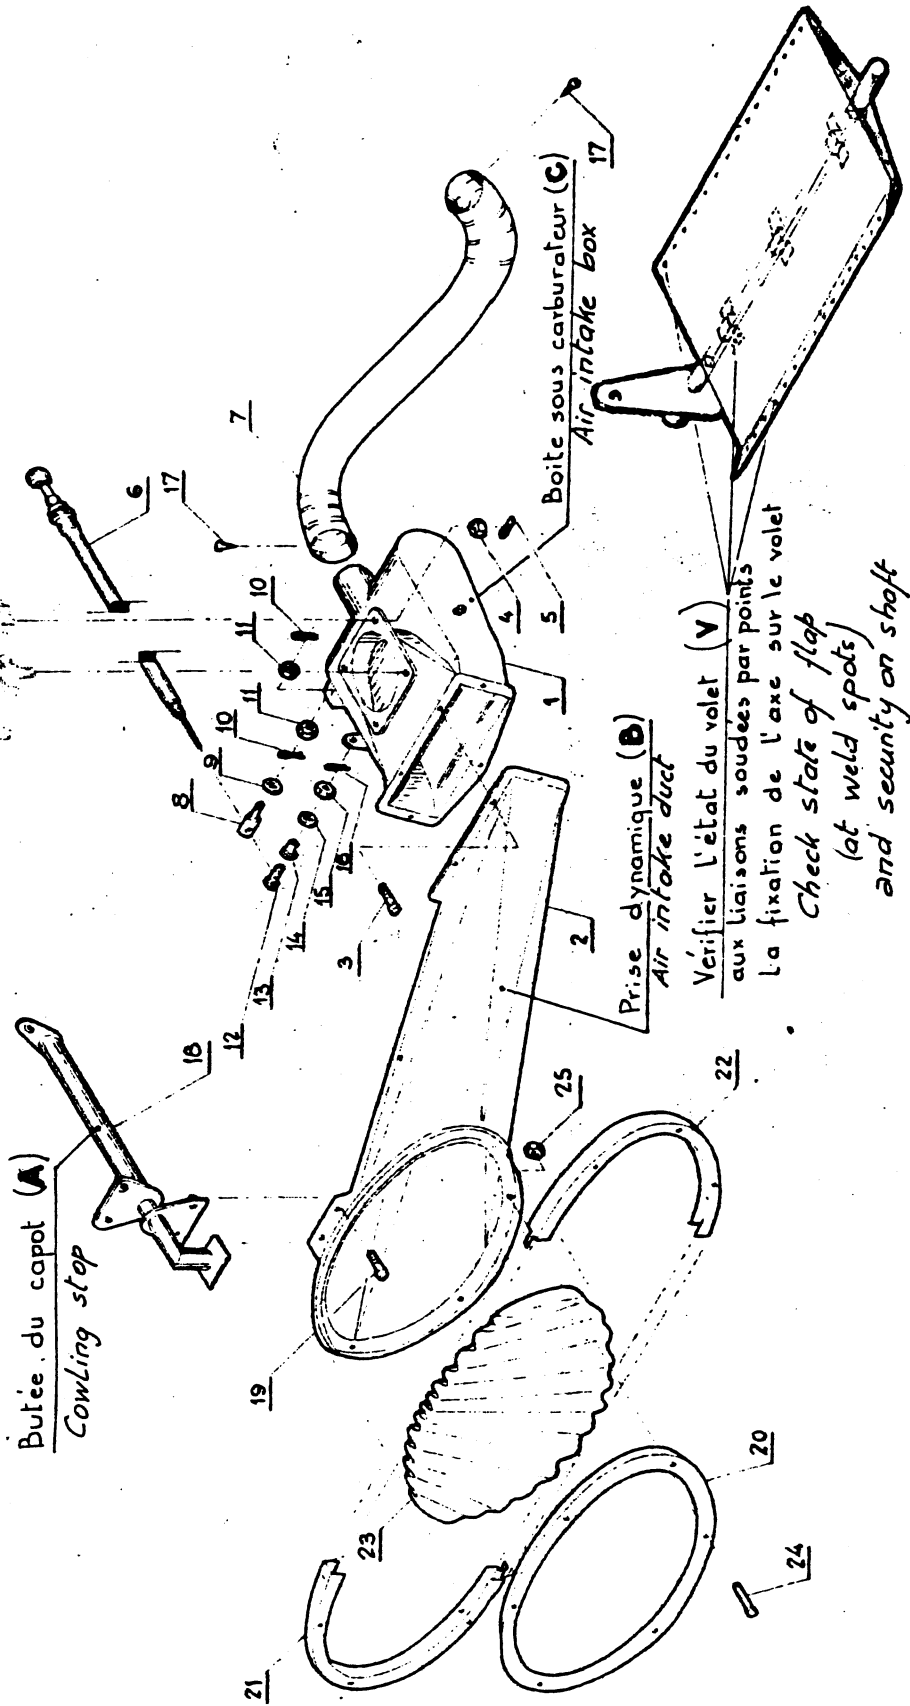 Butée du capot (A)
Cowling stop
18
6
7
17
17
10
11
11
10
9
8
16
15
14
13
12
3
4
5
1
2
Boite sous carburateur (C)
Air intake box
Prise dynamique (B)
Air intake duct
Vérifier l'état du volet (V)
aux liaisons soudées par points
La fixation de l'axe sur le volet
Check state of flap
(at weld spots)
and security on shaft
19
25
22
23
21
20
24